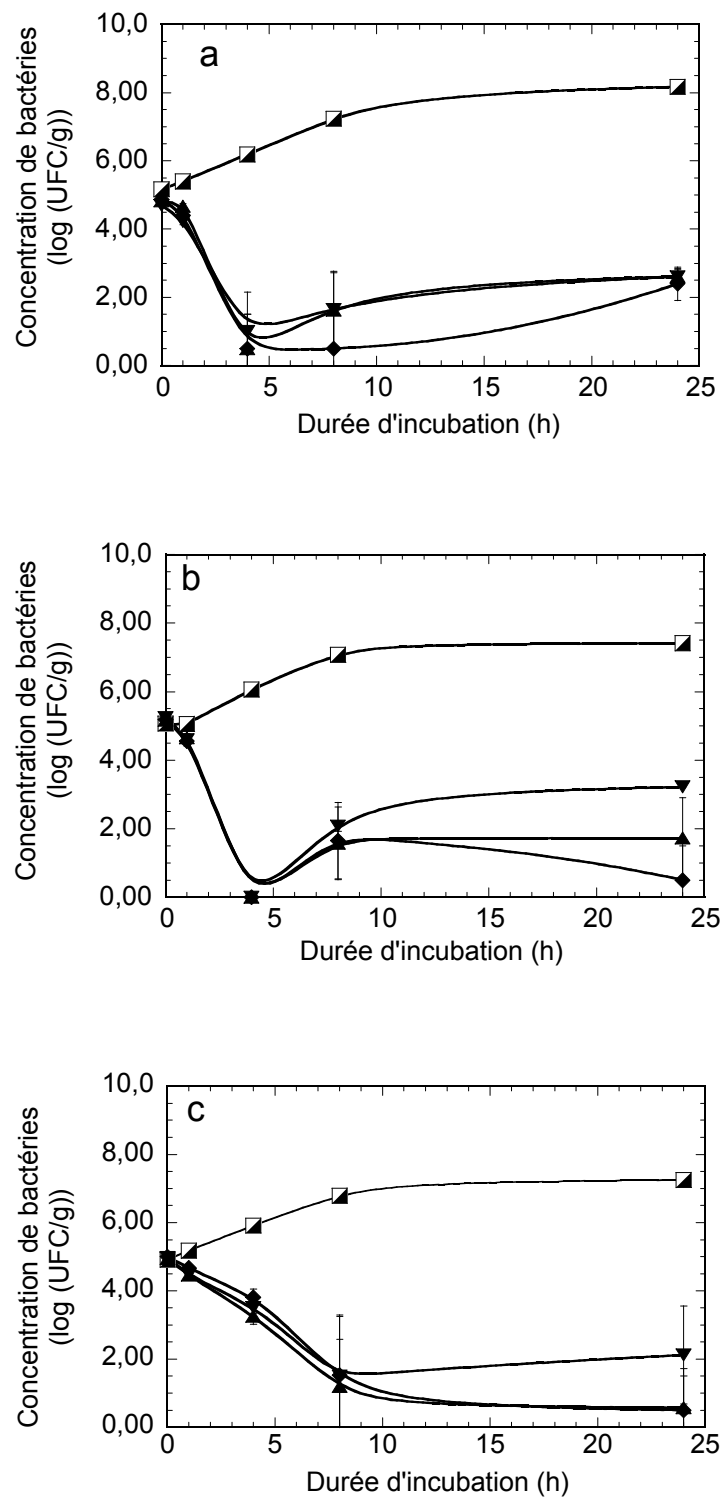 a
10,0
8,00
6,00
4,00
2,00
0,00
Concentration de bactéries
(log (UFC/g))
0 5 10 15 20 25
Durée d'incubation (h)
b
10,0
8,00
6,00
4,00
2,00
0,00
Concentration de bactéries
(log (UFC/g))
0 5 10 15 20 25
Durée d'incubation (h)
c
10,0
8,00
6,00
4,00
2,00
0,00
Concentration de bactéries
(log (UFC/g))
0 5 10 15 20 25
Durée d'incubation (h)